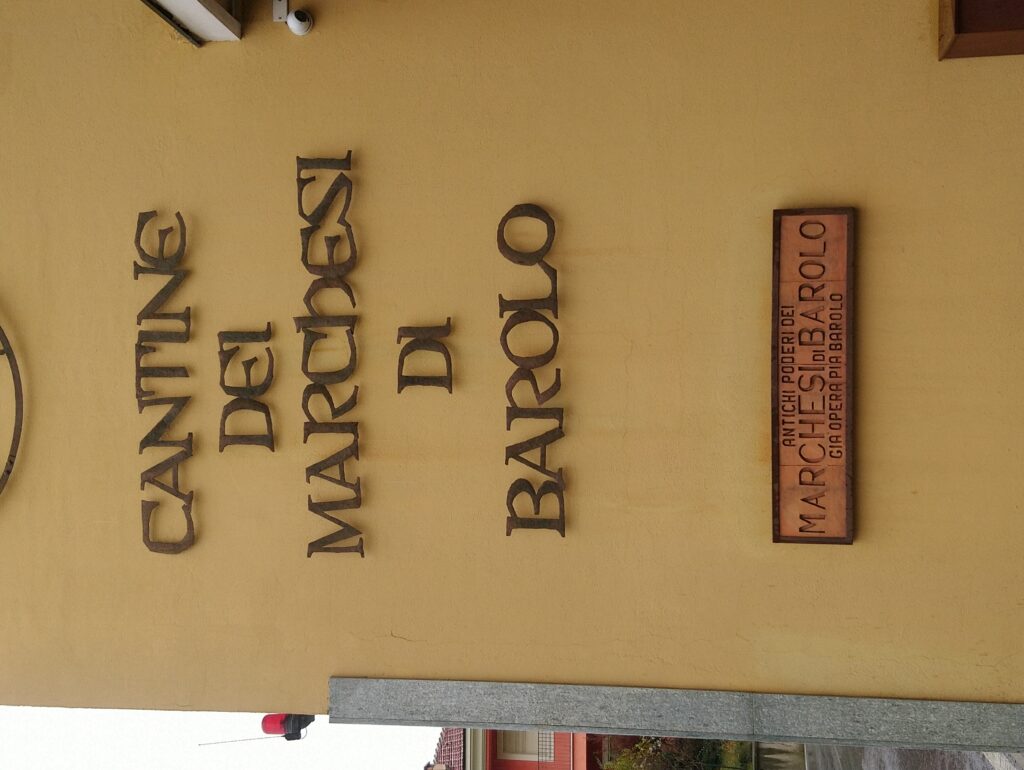 CANTINE
DEI
MARChESI
DI
BAROLO
ANTICHI PODERI DEI
MARCHESI DI BAROLO
GIÀ OPERA PIA BAROLO